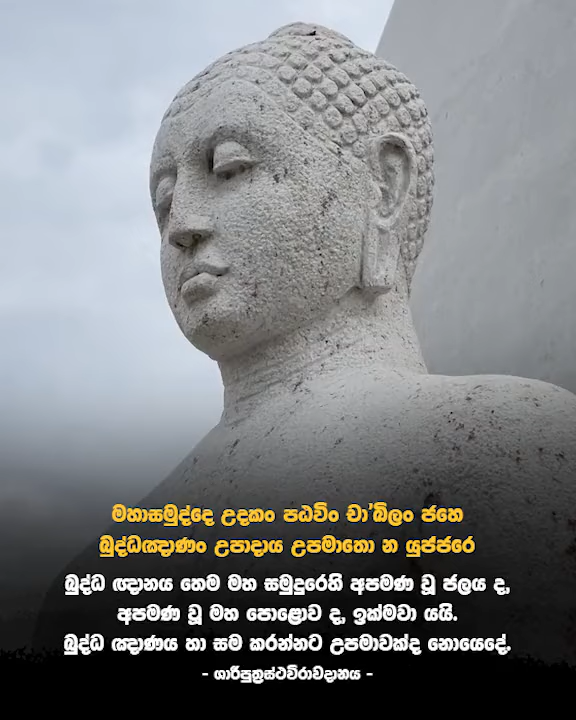 මහාසමුද්දෙ උදකං පඨවිං චා'ඛිලං ජහෙ
බුද්ධඤාණං උපාදාය උපමාතො න යුජ්ජරෙ
බුද්ධ ඥානය තෙම මහ සමුදුරෙහි අපමණ වූ ජලය ද,
අපමණ වූ මහ පොළොව ද, ඉක්මවා යයි.
බුද්ධ ඤාණය හා සම කරන්නට උපමාවක්ද නොයෙදේ.
- ශාරිපුත්‍රස්ථවිරාවදානය -